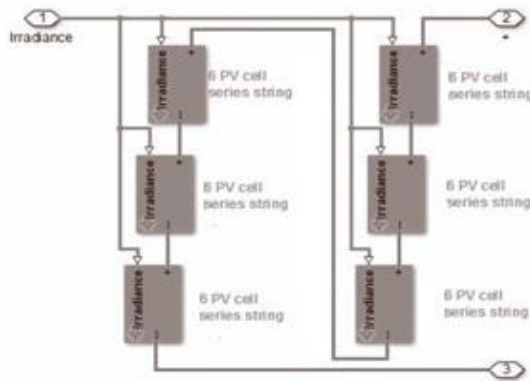 1
2
Irradiance
+
Irradiance
+
6 PV cell
series string
-
Irradiance
+
6 PV cell
series string
-
Irradiance
+
6 PV cell
series string
-
Irradiance
+
6 PV cell
series string
-
Irradiance
+
6 PV cell
series string
-
Irradiance
+
6 PV cell
series string
-
3